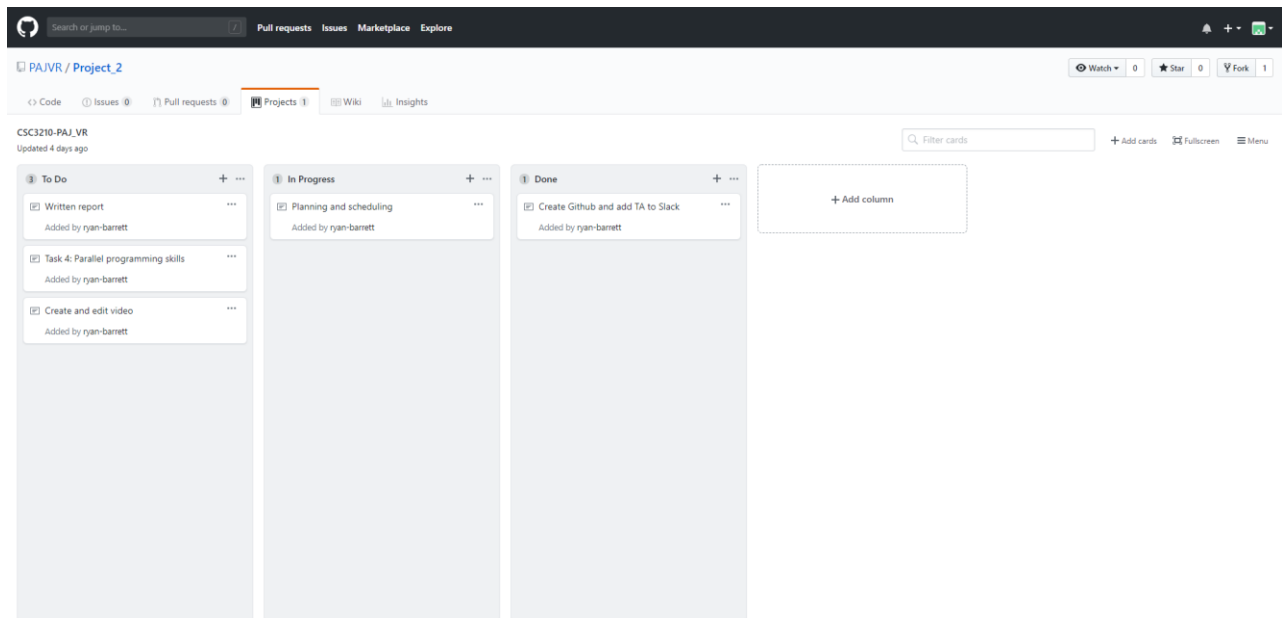 Search or jump to... /
Pull requests Issues Marketplace Explore
PAJVR / Project_2
Watch 0 Star 0 Fork 1
Code Issues 0 Pull requests 0 Projects 1 Wiki Insights
CSC3210-PAJ_VR
Updated 4 days ago
Filter cards
+ Add cards Fullscreen Menu
3 To Do + ...
Written report ...
Added by ryan-barrett
Task 4: Parallel programming skills ...
Added by ryan-barrett
Create and edit video ...
Added by ryan-barrett
1 In Progress + ...
Planning and scheduling ...
Added by ryan-barrett
1 Done + ...
Create Github and add TA to Slack ...
Added by ryan-barrett
+ Add column